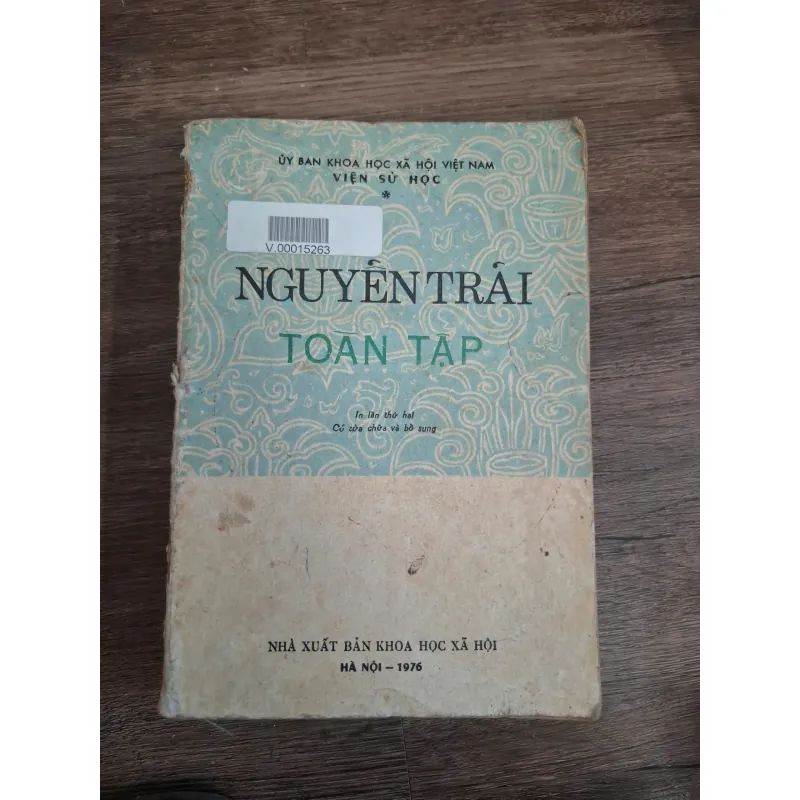 ỦY BAN KHOA HỌC XÃ HỘI VIỆT NAM
VIỆN SỬ HỌC
*
V.00015263
NGUYỄN TRÃI
TOÀN TẬP
In lần thứ hai
Có sửa chữa và bổ sung
NHÀ XUẤT BẢN KHOA HỌC XÃ HỘI
HÀ NỘI – 1976